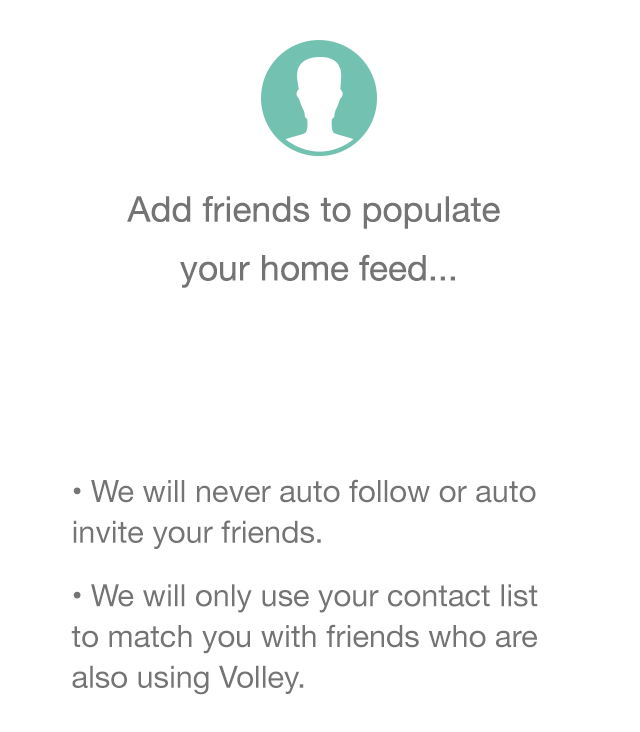 Add friends to populate
your home feed...
• We will never auto follow or auto
invite your friends.
• We will only use your contact list
to match you with friends who are
also using Volley.